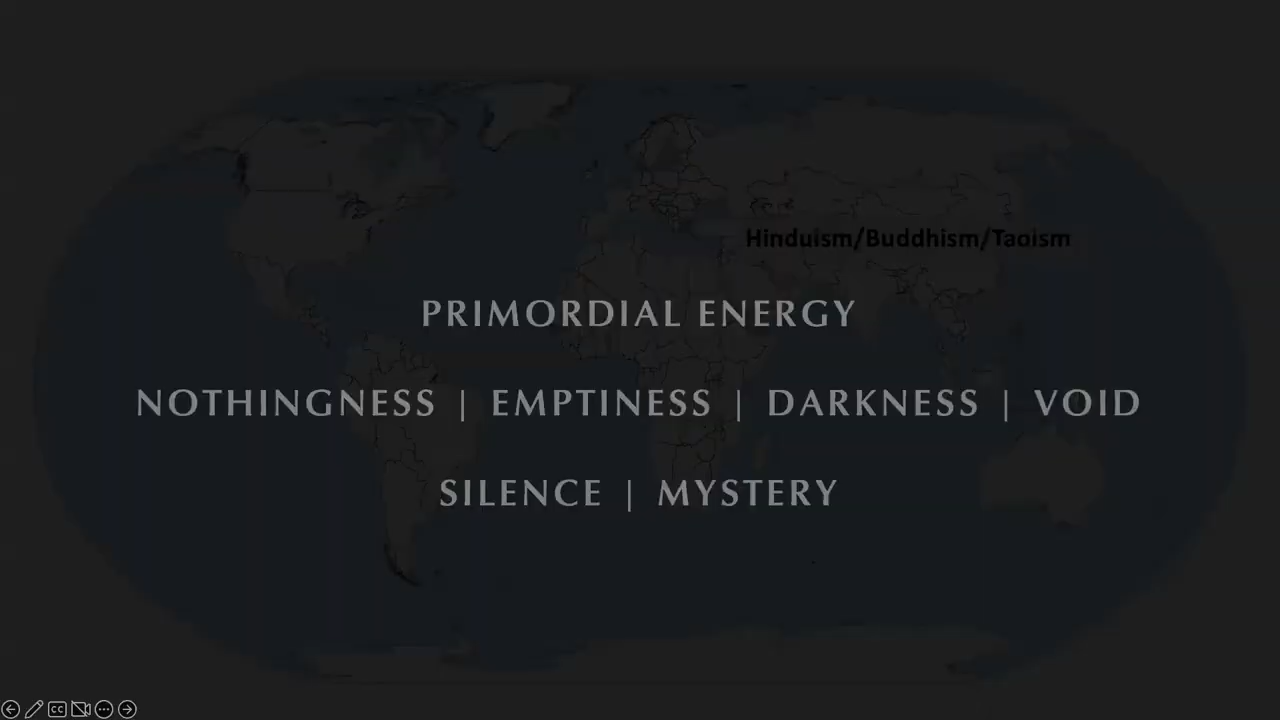 Hinduism/Buddhism/Taoism
PRIMORDIAL ENERGY
NOTHINGNESS | EMPTINESS | DARKNESS | VOID
SILENCE | MYSTERY